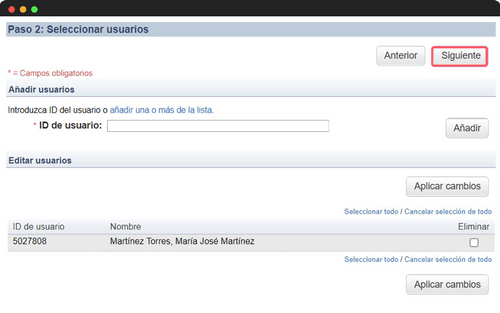 Paso 2: Seleccionar usuarios
Anterior Siguiente
* = Campos obligatorios
Añadir usuarios
Introduzca ID del usuario o añadir una o más de la lista.
* ID de usuario: Añadir
Editar usuarios
Aplicar cambios
Seleccionar todo / Cancelar selección de todo
ID de usuario Nombre Eliminar
5027808 Martínez Torres, María José Martínez
Seleccionar todo / Cancelar selección de todo
Aplicar cambios